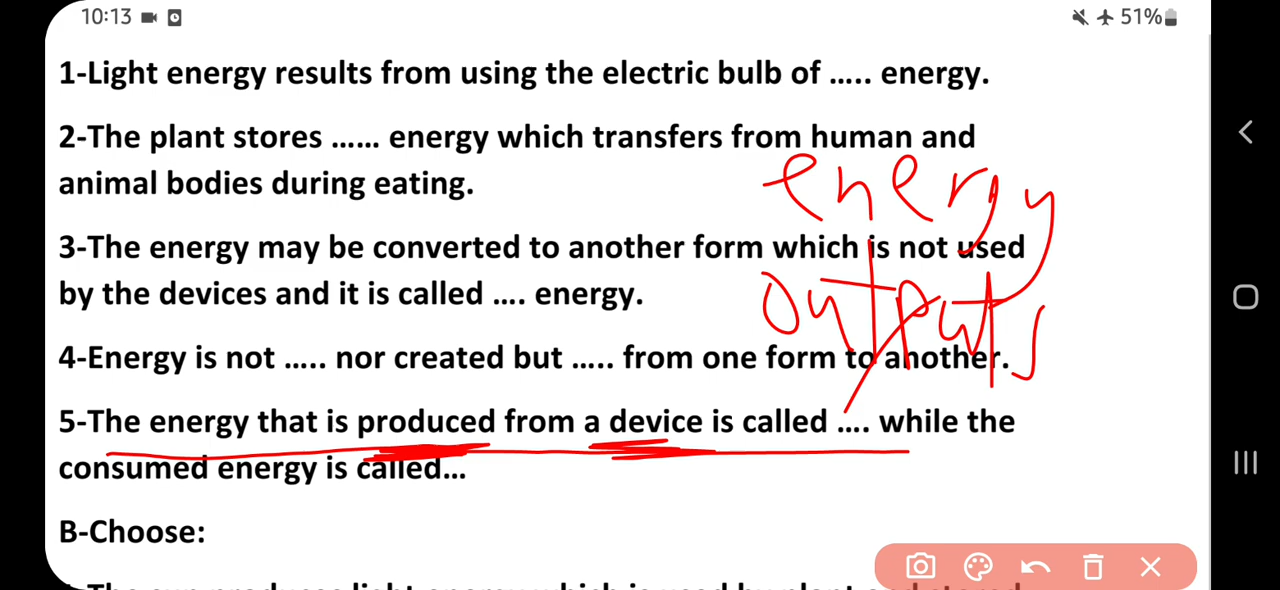 10:13
51%
1-Light energy results from using the electric bulb of ..... energy.
2-The plant stores ...... energy which transfers from human and
animal bodies during eating.
energy
3-The energy may be converted to another form which is not used
by the devices and it is called .... energy.
outputs
4-Energy is not ..... nor created but ..... from one form to another.
5-The energy that is produced from a device is called .... while the
consumed energy is called...
B-Choose: